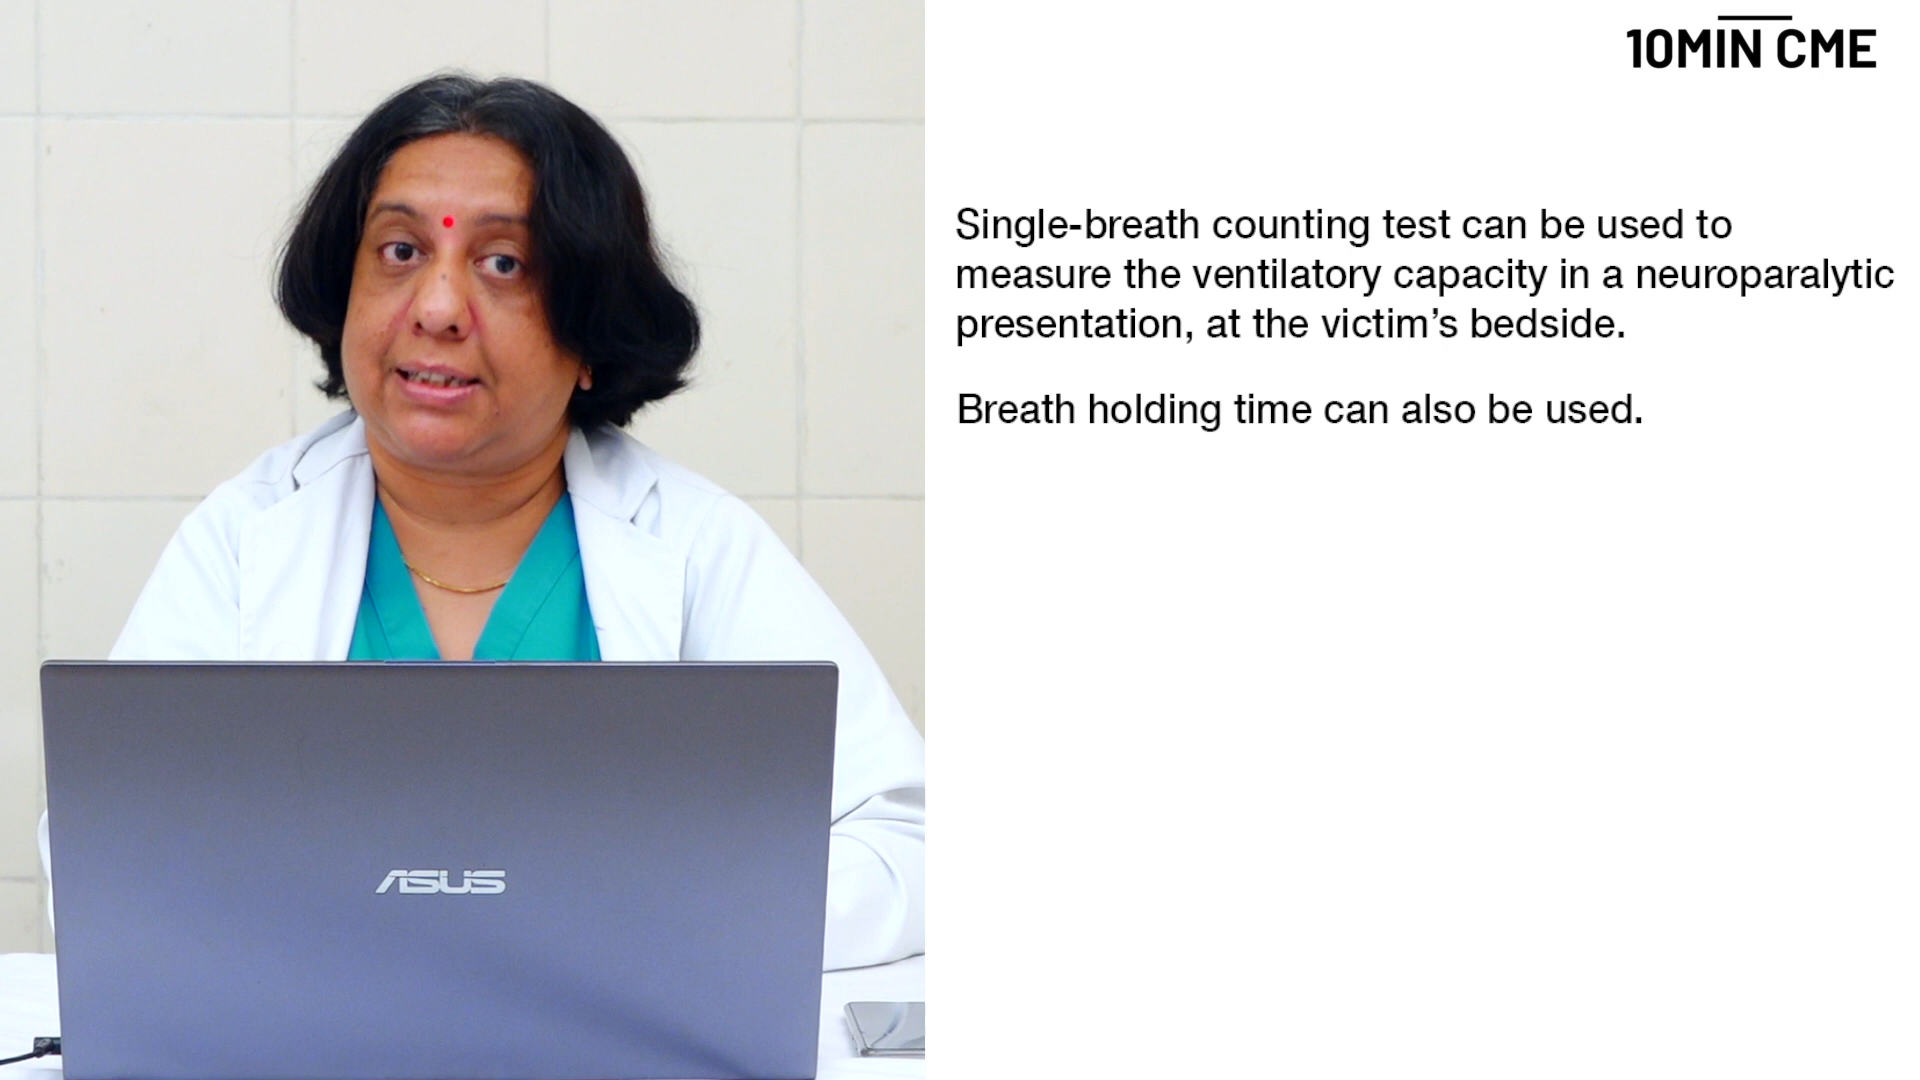 10MIN CME
Single-breath counting test can be used to
measure the ventilatory capacity in a neuroparalytic
presentation, at the victim’s bedside.
Breath holding time can also be used.
ASUS